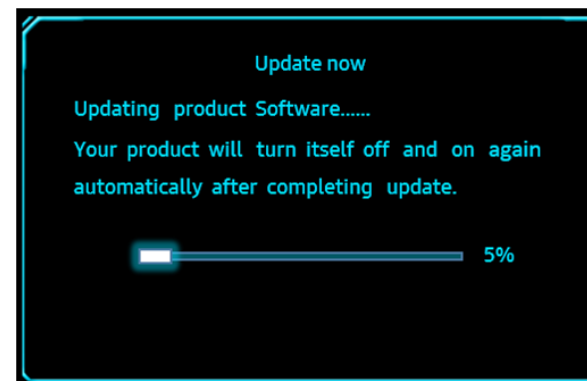 Update now
Updating product Software......
Your product will turn itself off and on again
automatically after completing update.
5%